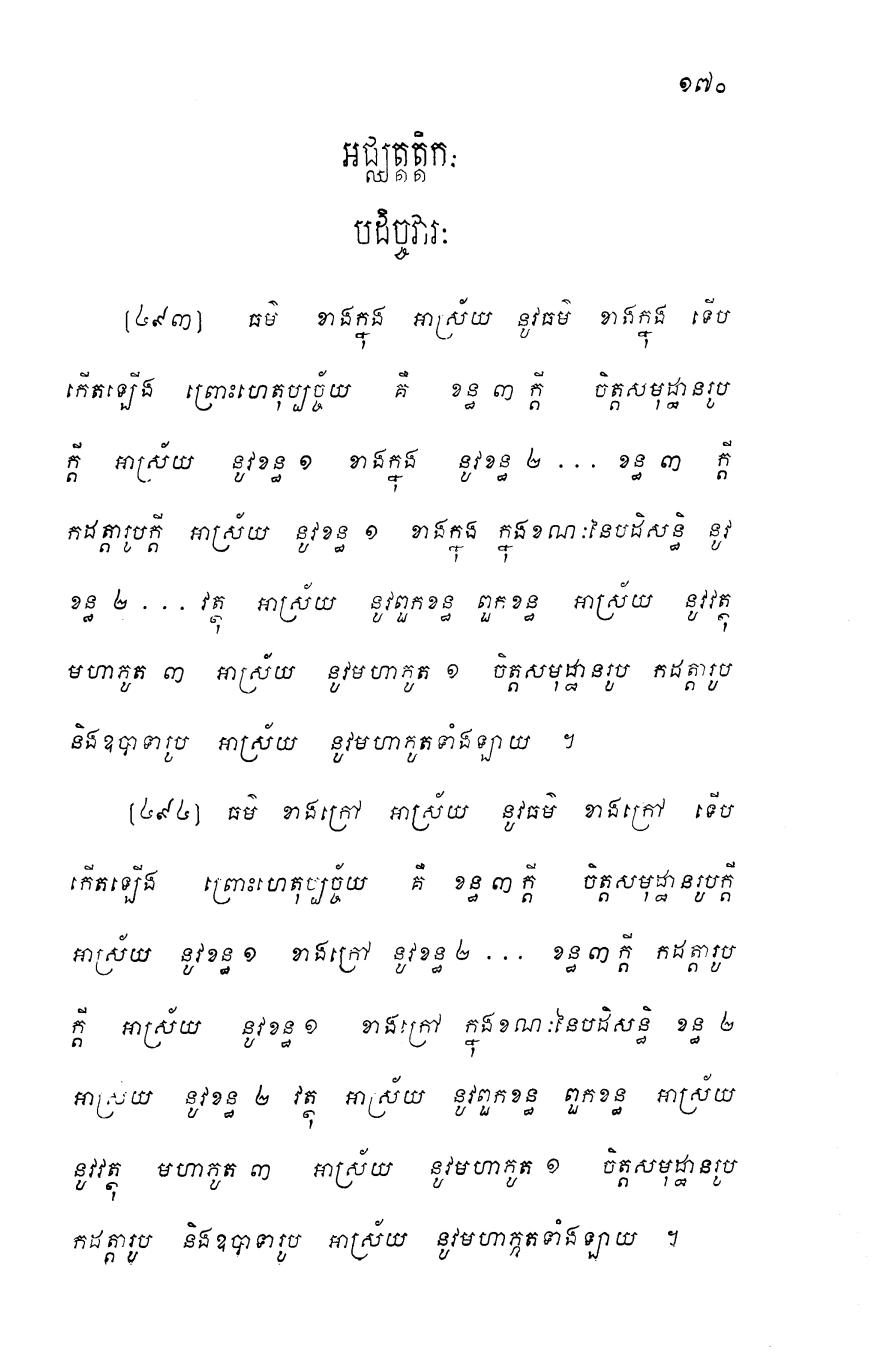 ១៧០
អជ្ឈត្តត្តិកៈ
បដិច្ចវារៈ
[៤៩៣] ធម៌ ខាងក្នុង អាស្រ័យ នូវធម៌ ខាងក្នុង ទើប
កើតឡើង ព្រោះហេតុប្បច្ច័យ គឺ ខន្ធ ៣ ក្តី ចិត្តសមុដ្ឋានរូប
ក្តី អាស្រ័យ នូវខន្ធ ១ ខាងក្នុង នូវខន្ធ ២ ... ខន្ធ ៣ ក្តី
កដត្តារូបក្តី អាស្រ័យ នូវខន្ធ ១ ខាងក្នុង ក្នុងខណៈនៃបដិសន្ធិ នូវ
ខន្ធ ២ ... វត្ថុ អាស្រ័យ នូវពួកខន្ធ ពួកខន្ធ អាស្រ័យ នូវវត្ថុ
មហាភូត ៣ អាស្រ័យ នូវមហាភូត ១ ចិត្តសមុដ្ឋានរូប កដត្តារូប
និងឧបាទារូប អាស្រ័យ នូវមហាភូតទាំងឡាយ ។
[៤៩៤] ធម៌ ខាងក្រៅ អាស្រ័យ នូវធម៌ ខាងក្រៅ ទើប
កើតឡើង ព្រោះហេតុប្បច្ច័យ គឺ ខន្ធ ៣ ក្តី ចិត្តសមុដ្ឋានរូបក្តី
អាស្រ័យ នូវខន្ធ ១ ខាងក្រៅ នូវខន្ធ ២ ... ខន្ធ ៣ ក្តី កដត្តារូប
ក្តី អាស្រ័យ នូវខន្ធ ១ ខាងក្រៅ ក្នុងខណៈនៃបដិសន្ធិ ខន្ធ ២
អាស្រ័យ នូវខន្ធ ២ វត្ថុ អាស្រ័យ នូវពួកខន្ធ ពួកខន្ធ អាស្រ័យ
នូវវត្ថុ មហាភូត ៣ អាស្រ័យ នូវមហាភូត ១ ចិត្តសមុដ្ឋានរូប
កដត្តារូប និងឧបាទារូប អាស្រ័យ នូវមហាភូតទាំងឡាយ ។